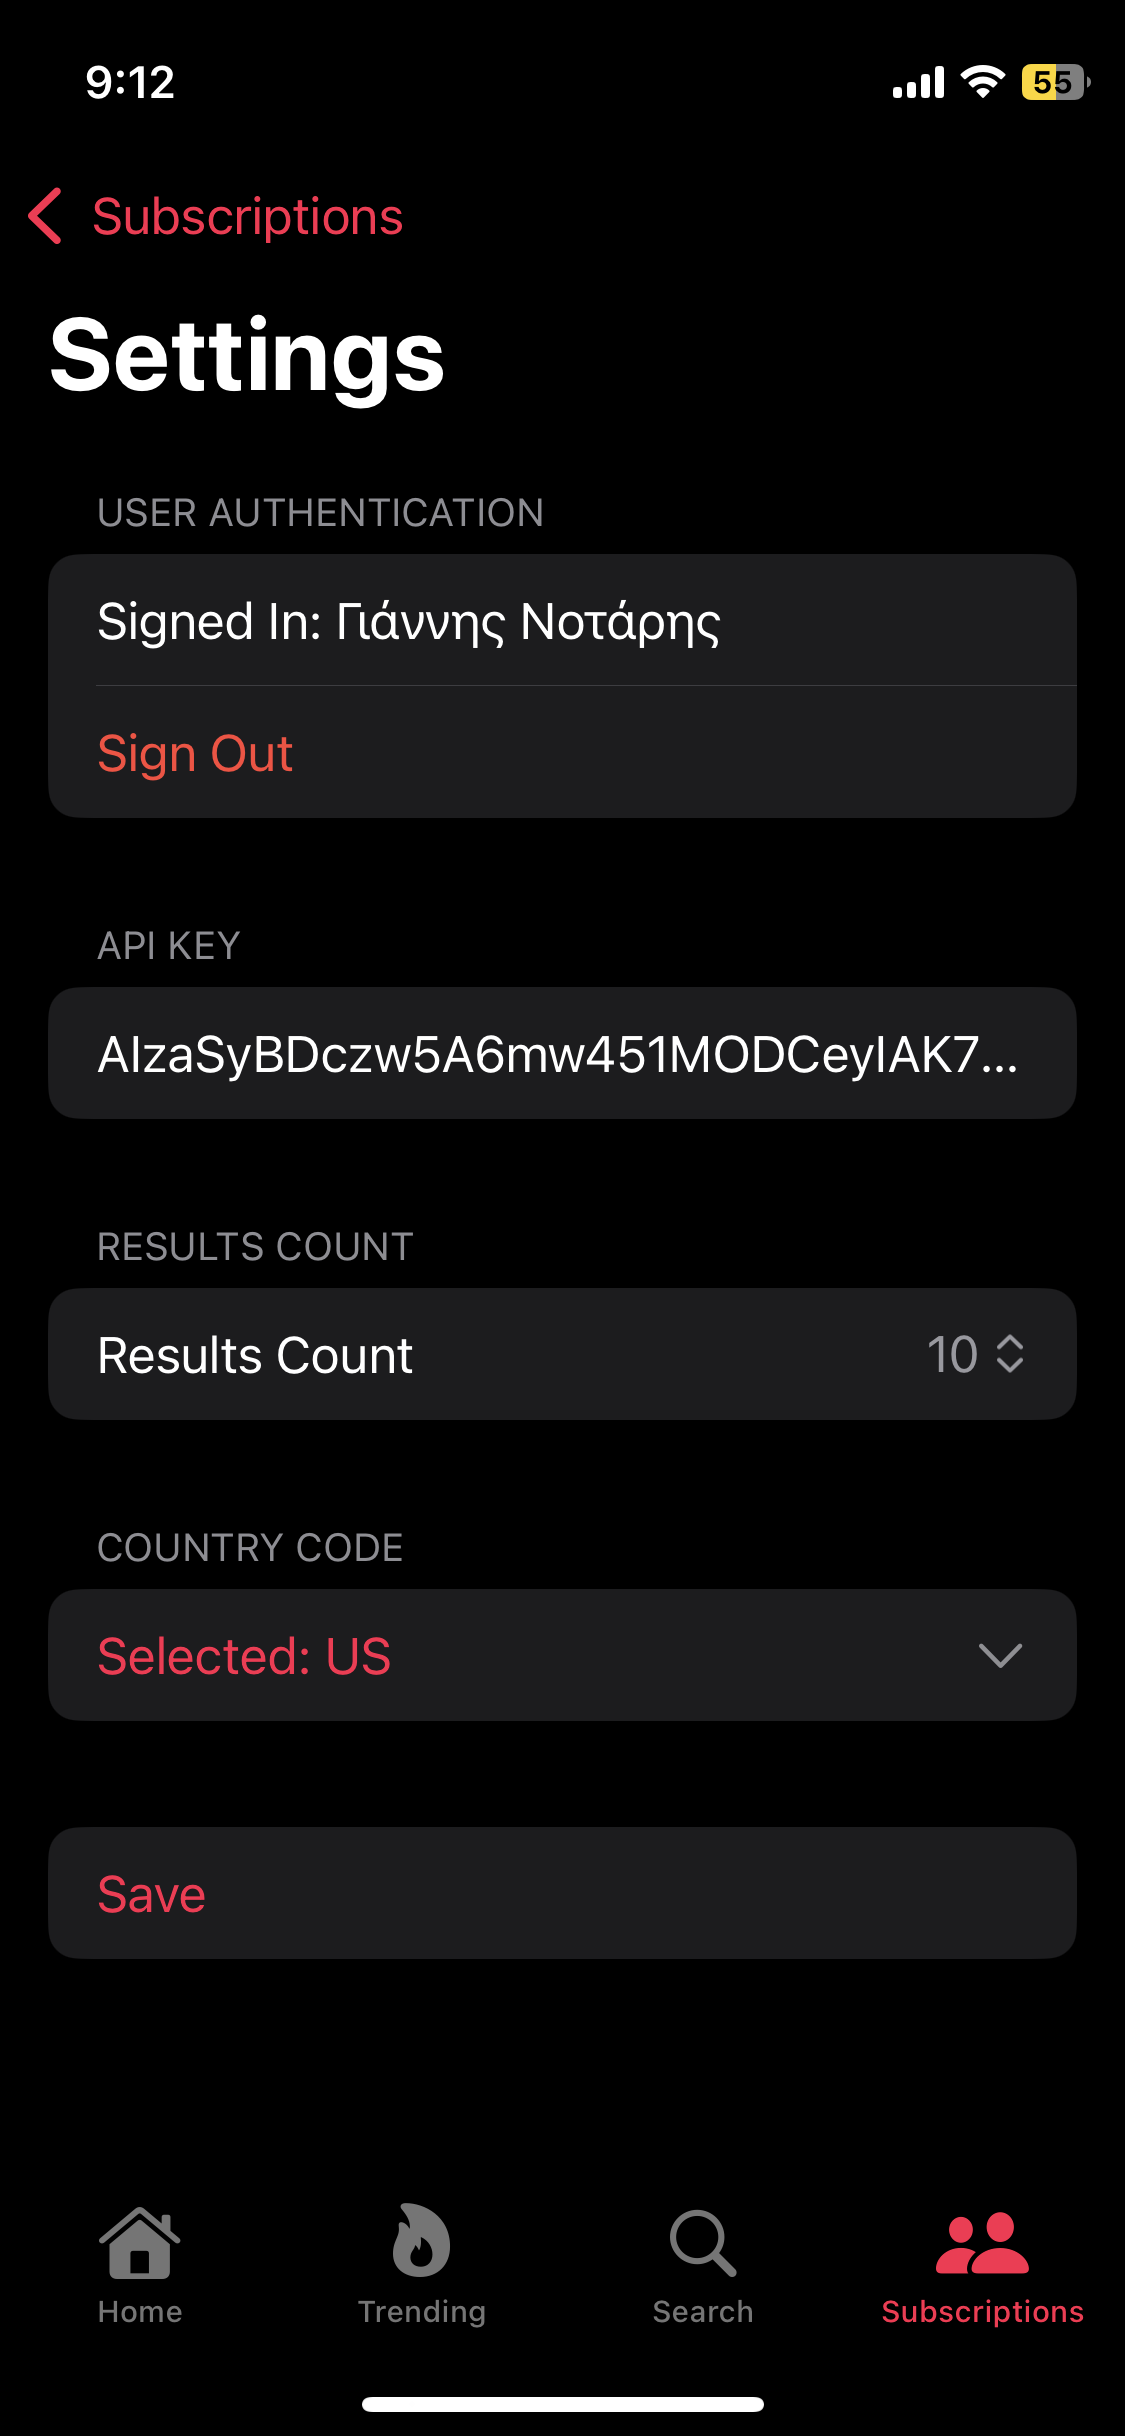 9:12
55
Subscriptions
Settings
USER AUTHENTICATION
Signed In: Γιάννης Νοτάρης
Sign Out
API KEY
AIzaSyBDczw5A6mw451MODCeyIAK7...
RESULTS COUNT
Results Count 10
COUNTRY CODE
Selected: US
Save
Home Trending Search Subscriptions